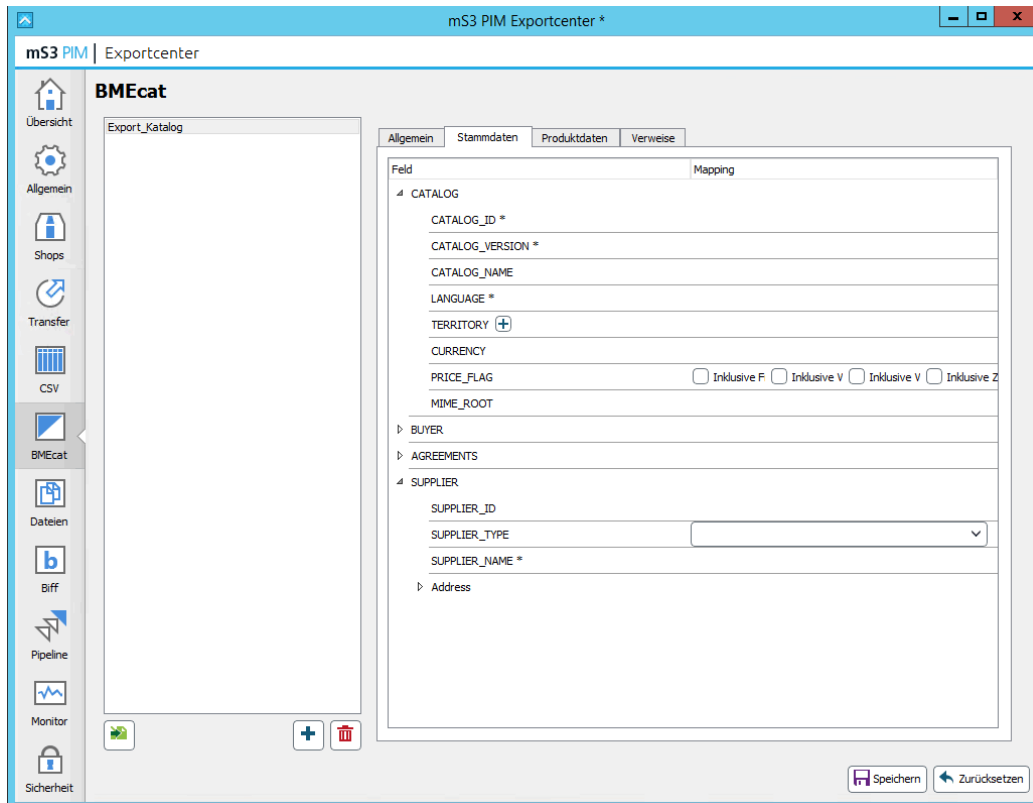 mS3 PIM Exportcenter *
mS3 PIM | Exportcenter
Übersicht
Allgemein
Shops
Transfer
CSV
BMEcat
Dateien
Biff
Pipeline
Monitor
Sicherheit
BMEcat
Export_Katalog
Allgemein Stammdaten Produktdaten Verweise
Feld Mapping
CATALOG
CATALOG_ID *
CATALOG_VERSION *
CATALOG_NAME
LANGUAGE *
TERRITORY
CURRENCY
PRICE_FLAG Inklusive F Inklusive V Inklusive V Inklusive Z
MIME_ROOT
BUYER
AGREEMENTS
SUPPLIER
SUPPLIER_ID
SUPPLIER_TYPE
SUPPLIER_NAME *
Address
Speichern Zurücksetzen